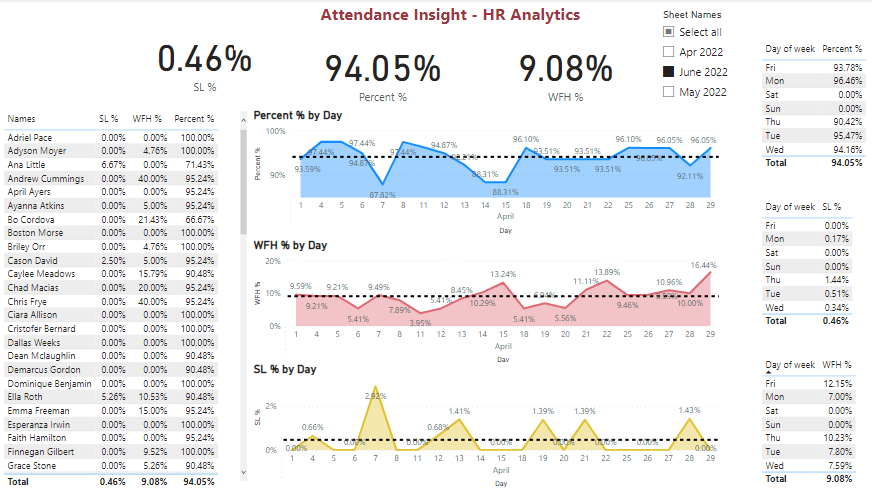 Attendance Insight - HR Analytics
0.46%
SL %
94.05%
Percent %
9.08%
WFH %
Sheet Names
Select all
Apr 2022
June 2022
May 2022
Names SL % WFH % Percent %
Adriel Pace 0.00% 0.00% 100.00%
Adyson Moyer 0.00% 4.76% 100.00%
Ana Little 6.67% 0.00% 71.43%
Andrew Cummings 0.00% 40.00% 95.24%
April Ayers 0.00% 0.00% 95.24%
Ayanna Atkins 0.00% 5.00% 95.24%
Bo Cordova 0.00% 21.43% 66.67%
Boston Morse 0.00% 0.00% 100.00%
Briley Orr 0.00% 4.76% 100.00%
Cason David 2.50% 5.00% 95.24%
Caylee Meadows 0.00% 15.79% 90.48%
Chad Macias 0.00% 20.00% 95.24%
Chris Frye 0.00% 40.00% 95.24%
Ciara Allison 0.00% 0.00% 100.00%
Cristofer Bernard 0.00% 0.00% 100.00%
Dallas Weeks 0.00% 0.00% 100.00%
Dean Mclaughlin 0.00% 0.00% 90.48%
Demarcus Gordon 0.00% 0.00% 100.00%
Dominique Benjamin 0.00% 0.00% 100.00%
Ella Roth 5.26% 10.53% 90.48%
Emma Freeman 0.00% 15.00% 95.24%
Esperanza Irwin 0.00% 0.00% 100.00%
Faith Hamilton 0.00% 0.00% 95.24%
Finnegan Gilbert 0.00% 9.52% 100.00%
Grace Stone 0.00% 5.26% 90.48%
Total 0.46% 9.08% 94.05%
Percent % by Day
Percent %
100%
90%
93.59% 97.44% 97.44% 94.87% 87.82% 97.44% 94.87% 88.31% 88.31% 96.10% 93.51% 93.51% 93.51% 93.51% 96.10% 96.05% 92.11% 96.05%
1 4 5 6 7 8 11 12 13 14 15 18 19 20 21 22 25 26 27 28 29
April
Day
WFH % by Day
WFH %
20%
10%
0%
9.59% 9.21% 9.21% 5.41% 9.49% 7.89% 3.95% 5.41% 8.45% 10.29% 13.24% 5.41% 5.56% 11.11% 13.89% 9.46% 10.96% 10.00% 16.44%
1 4 5 6 7 8 11 12 13 14 15 18 19 20 21 22 25 26 27 28 29
April
Day
SL % by Day
SL %
2%
0%
0.00% 0.66% 0.00% 2.92% 0.00% 0.68% 1.41% 0.00% 1.39% 0.00% 1.39% 0.00% 0.00% 1.43% 0.00%
1 4 5 6 7 8 11 12 13 14 15 18 19 20 21 22 25 26 27 28 29
April
Day
Day of week Percent %
Fri 93.78%
Mon 96.46%
Sat 0.00%
Sun 0.00%
Thu 90.42%
Tue 95.47%
Wed 94.16%
Total 94.05%
Day of week SL %
Fri 0.00%
Mon 0.17%
Sat 0.00%
Sun 0.00%
Thu 1.44%
Tue 0.51%
Wed 0.34%
Total 0.46%
Day of week WFH %
Fri 12.15%
Mon 7.00%
Sat 0.00%
Sun 0.00%
Thu 10.23%
Tue 7.80%
Wed 7.59%
Total 9.08%